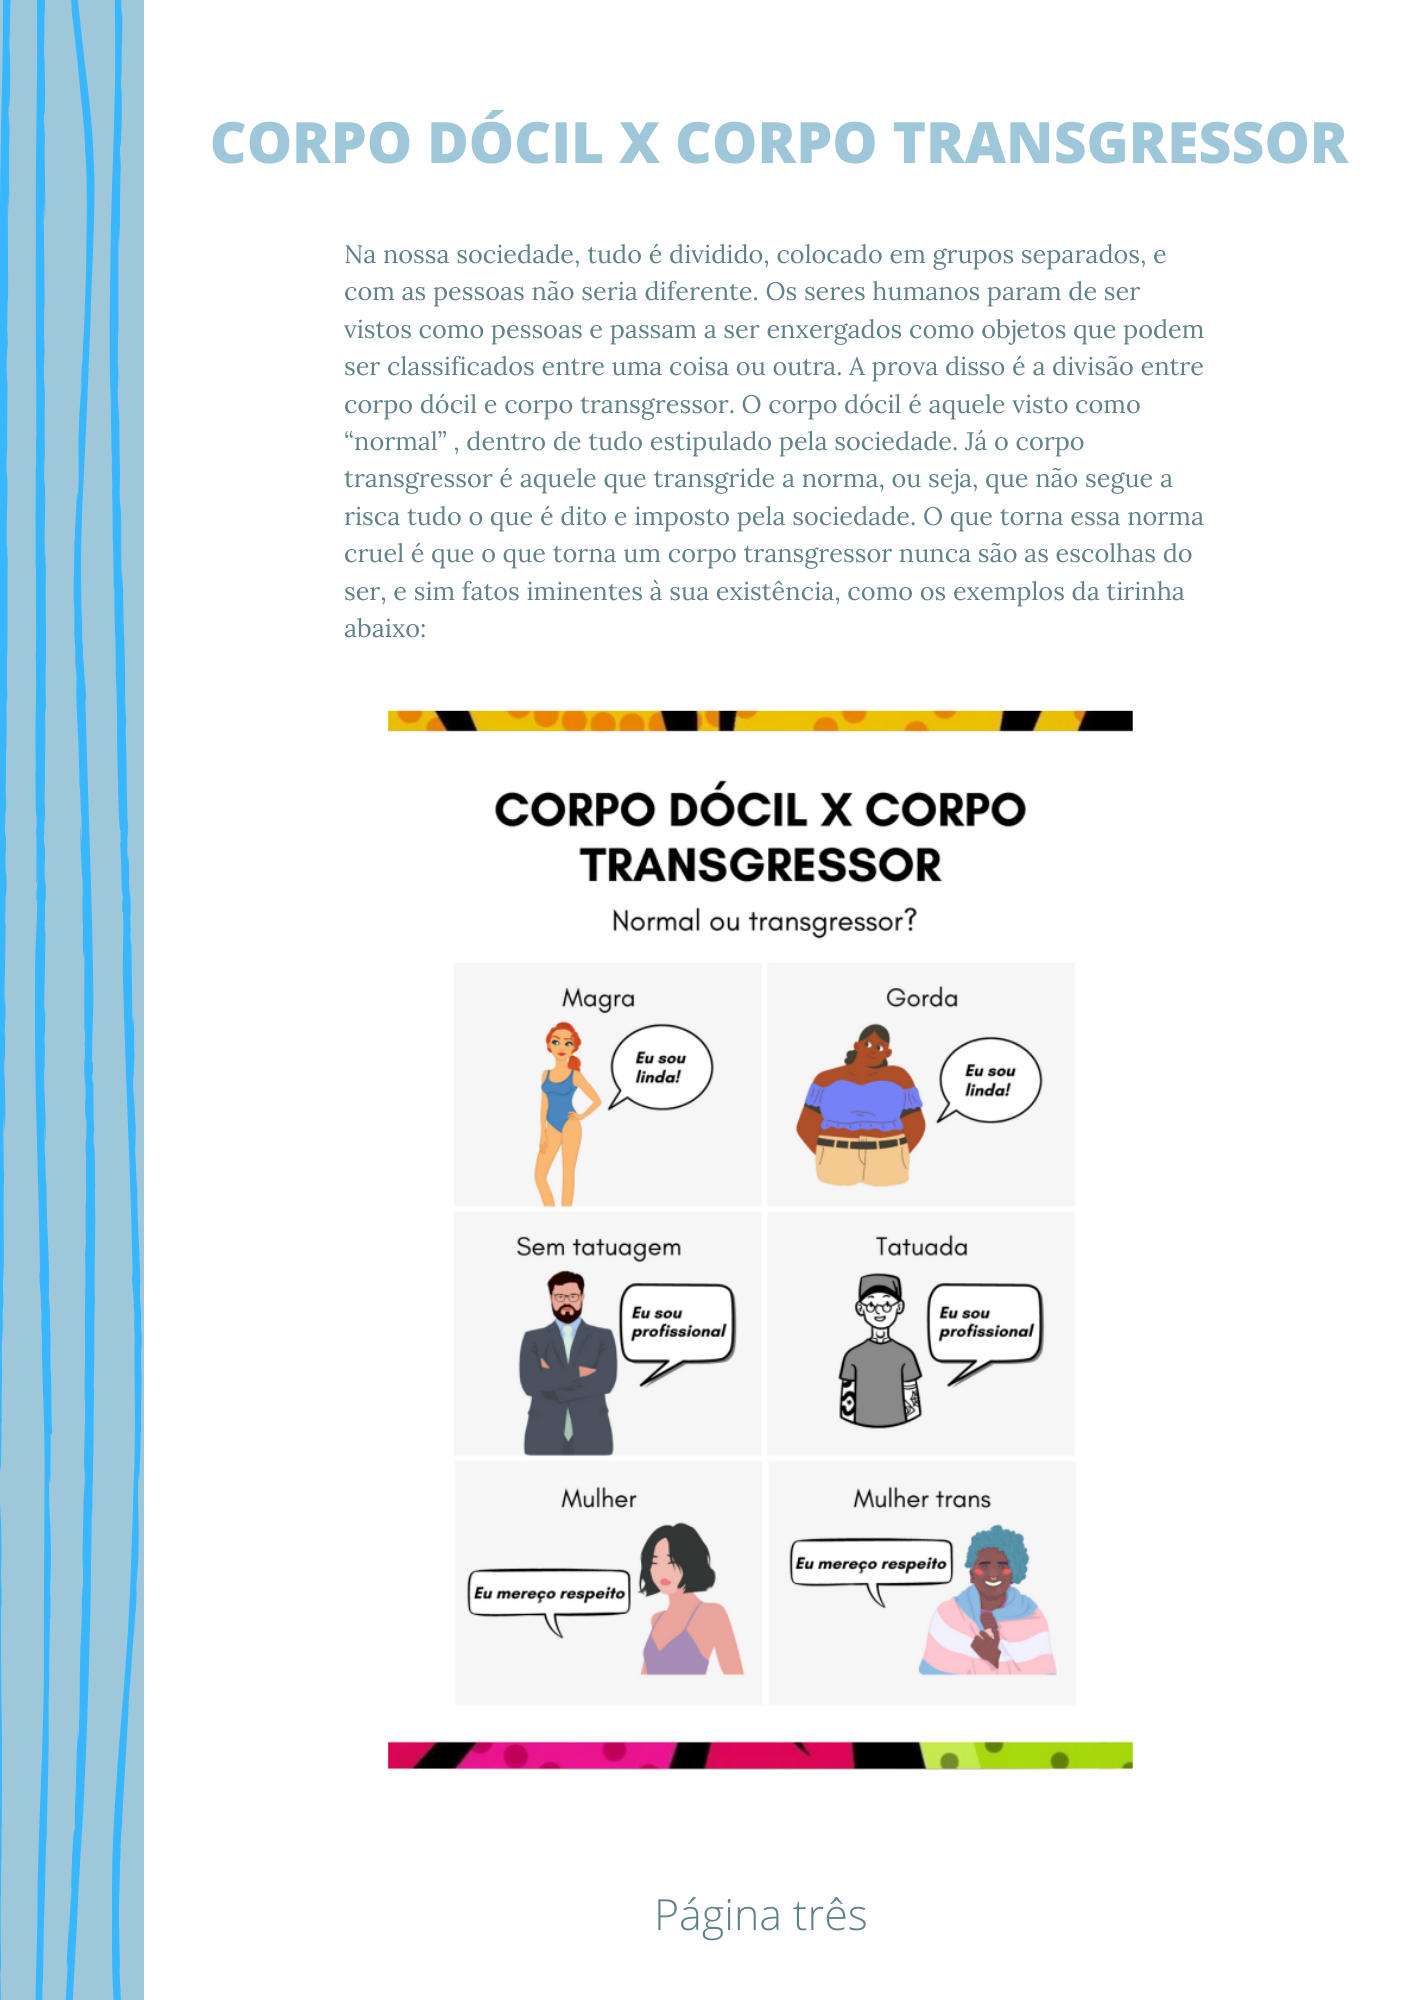 CORPO DÓCIL X CORPO TRANSGRESSOR
Na nossa sociedade, tudo é dividido, colocado em grupos separados, e
com as pessoas não seria diferente. Os seres humanos param de ser
vistos como pessoas e passam a ser enxergados como objetos que podem
ser classificados entre uma coisa ou outra. A prova disso é a divisão entre
corpo dócil e corpo transgressor. O corpo dócil é aquele visto como
“normal” , dentro de tudo estipulado pela sociedade. Já o corpo
transgressor é aquele que transgride a norma, ou seja, que não segue a
risca tudo o que é dito e imposto pela sociedade. O que torna essa norma
cruel é que o que torna um corpo transgressor nunca são as escolhas do
ser, e sim fatos iminentes à sua existência, como os exemplos da tirinha
abaixo:
CORPO DÓCIL X CORPO
TRANSGRESSOR
Normal ou transgressor?
Magra
Eu sou
linda!
Gorda
Eu sou
linda!
Sem tatuagem
Eu sou
profissional
Tatuada
Eu sou
profissional
Mulher
Eu mereço respeito
Mulher trans
Eu mereço respeito
Página três